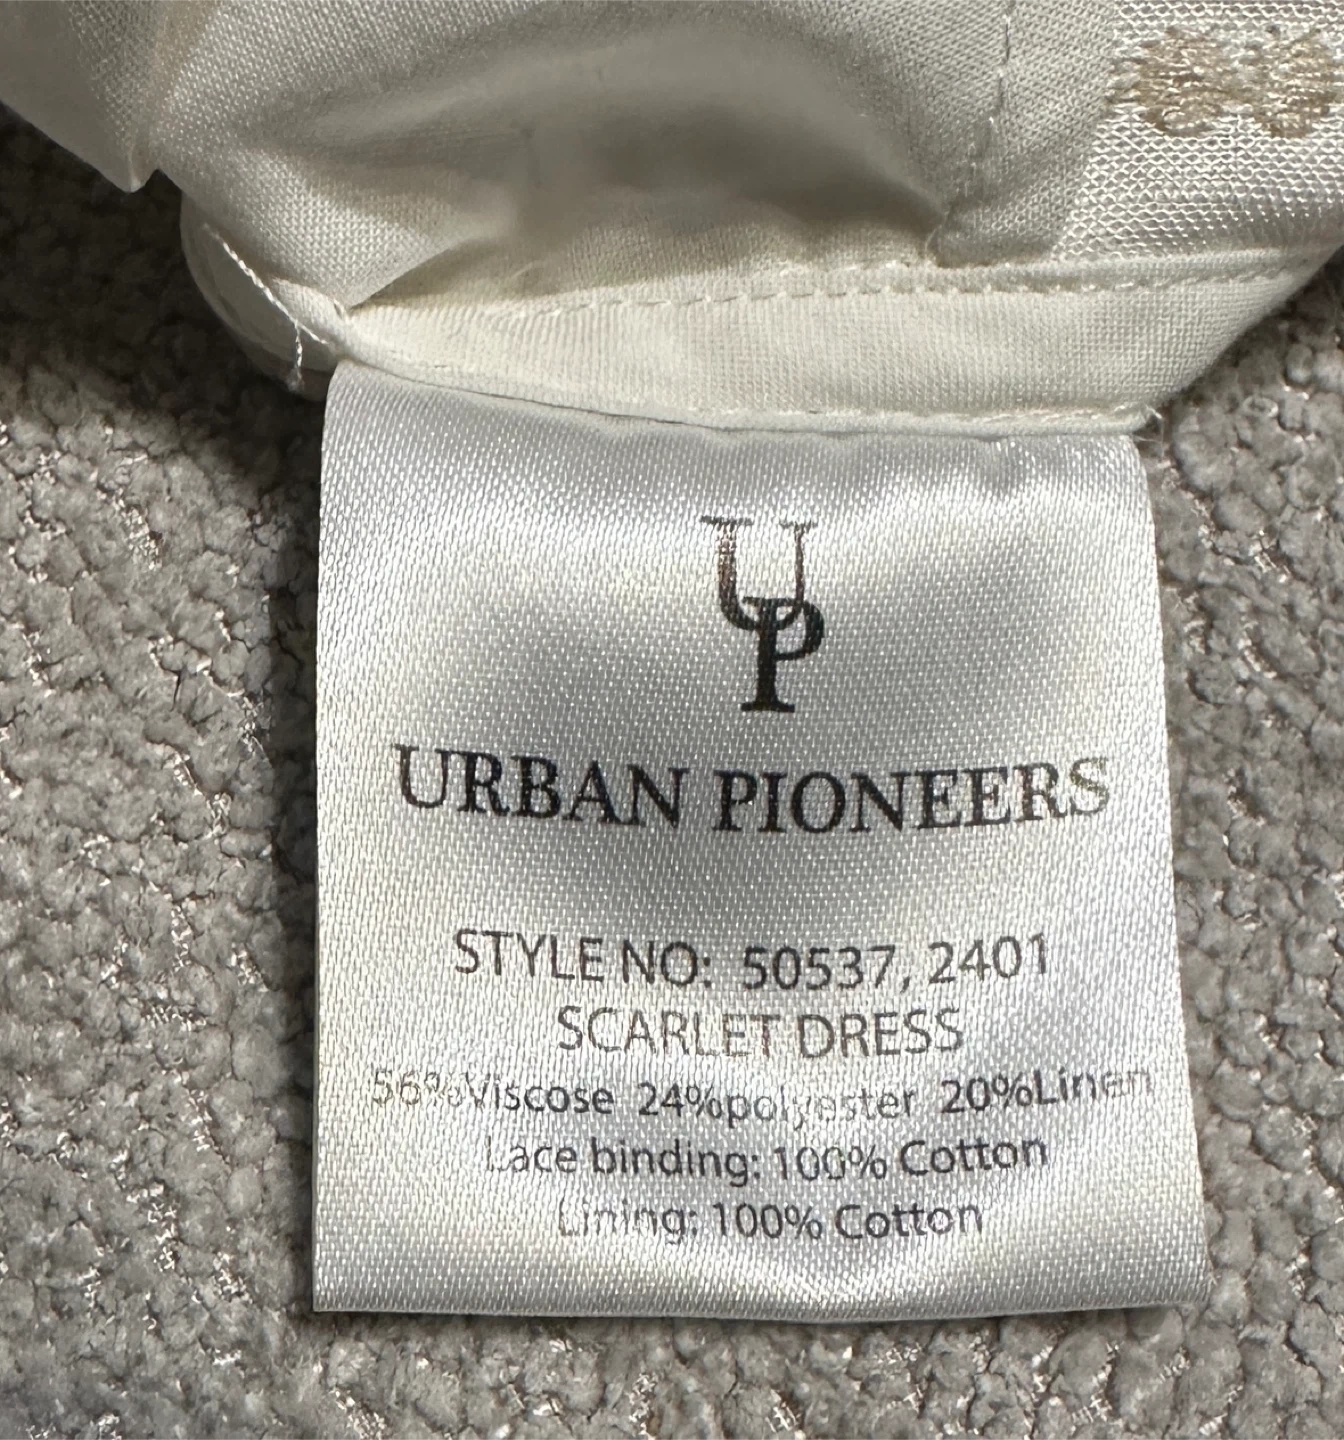 UP
URBAN PIONEERS
STYLE NO: 50537, 2401
SCARLET DRESS
56%Viscose 24%polyester 20%Linen
Lace binding: 100% Cotton
Lining: 100% Cotton